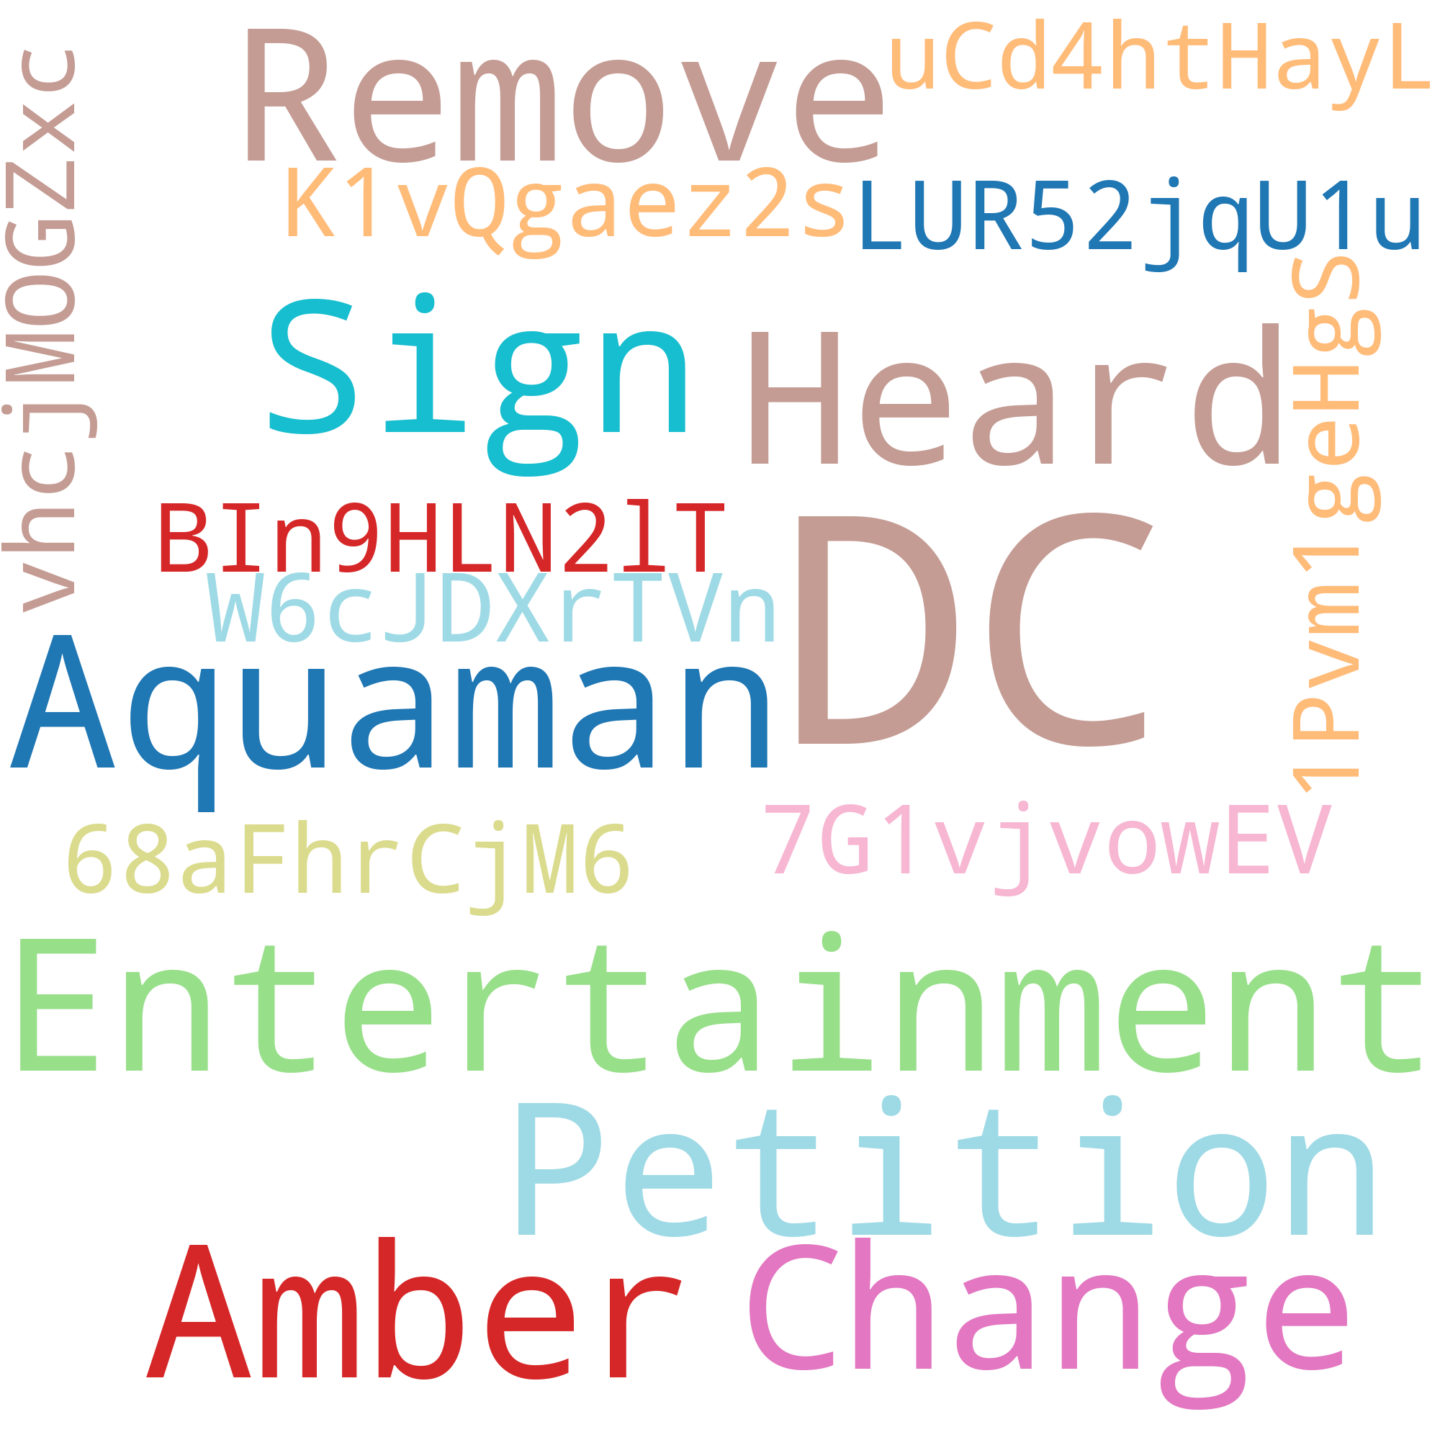 Remove
uCd4htHayL
vhcjMOGZxc
K1vQgaez2s
LUR52jqU1u
1Pvm1geHgS
Sign
Heard
BIn9HLN2lT
W6cJDXrTVn
DC
Aquaman
68aFhrCjM6
7G1vjvowEV
Entertainment
Petition
Amber
Change